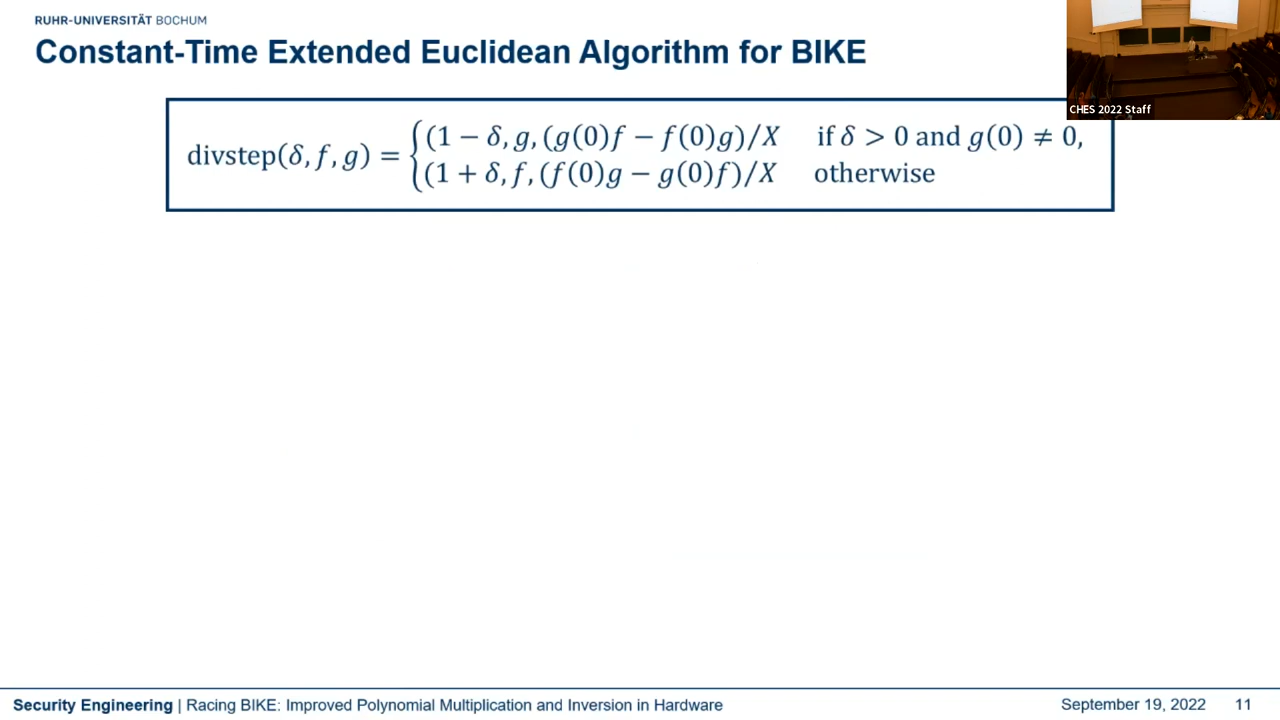 RUHR-UNIVERSITÄT BOCHUM
Constant-Time Extended Euclidean Algorithm for BIKE
CHES 2022 Staff
divstep(δ, f, g) = { (1 − δ, g, (g(0)f − f(0)g)/X if δ > 0 and g(0) ≠ 0,
(1 + δ, f, (f(0)g − g(0)f)/X otherwise
Security Engineering | Racing BIKE: Improved Polynomial Multiplication and Inversion in Hardware September 19, 2022 11